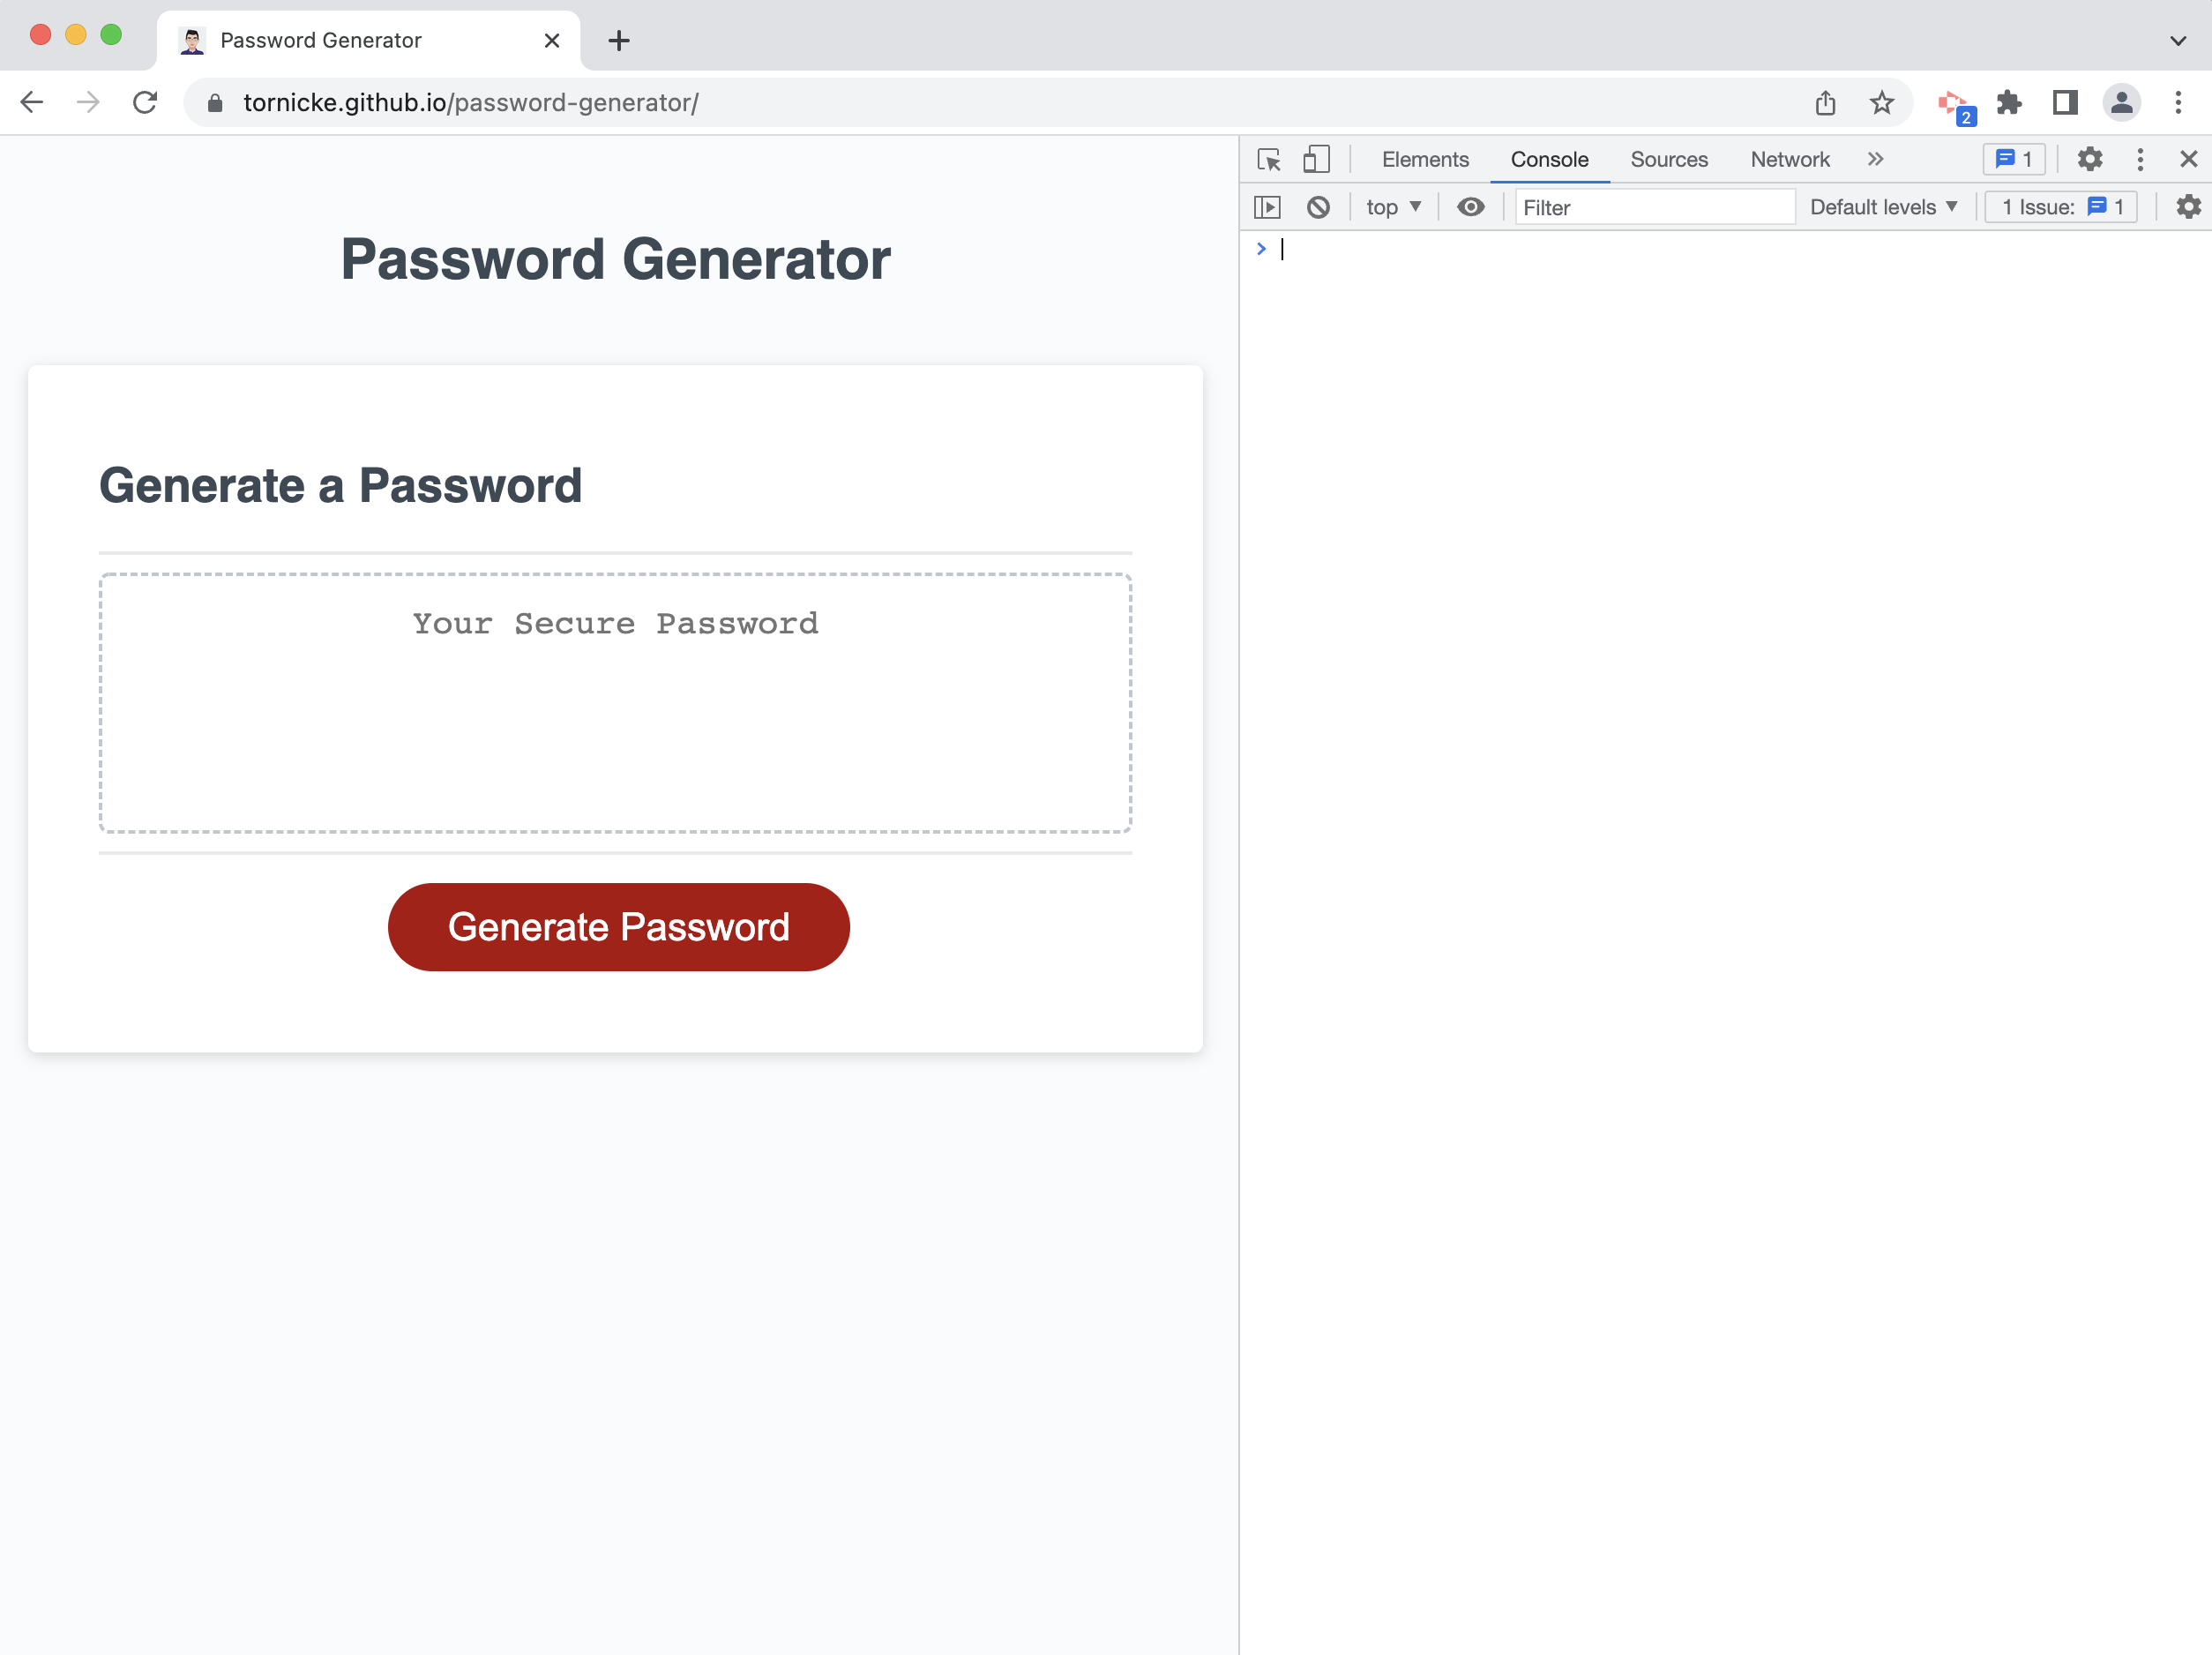 Password Generator
tornicke.github.io/password-generator/
2
Elements Console Sources Network 1
top Filter Default levels 1 Issue: 1
Password Generator
Generate a Password
Your Secure Password
Generate Password